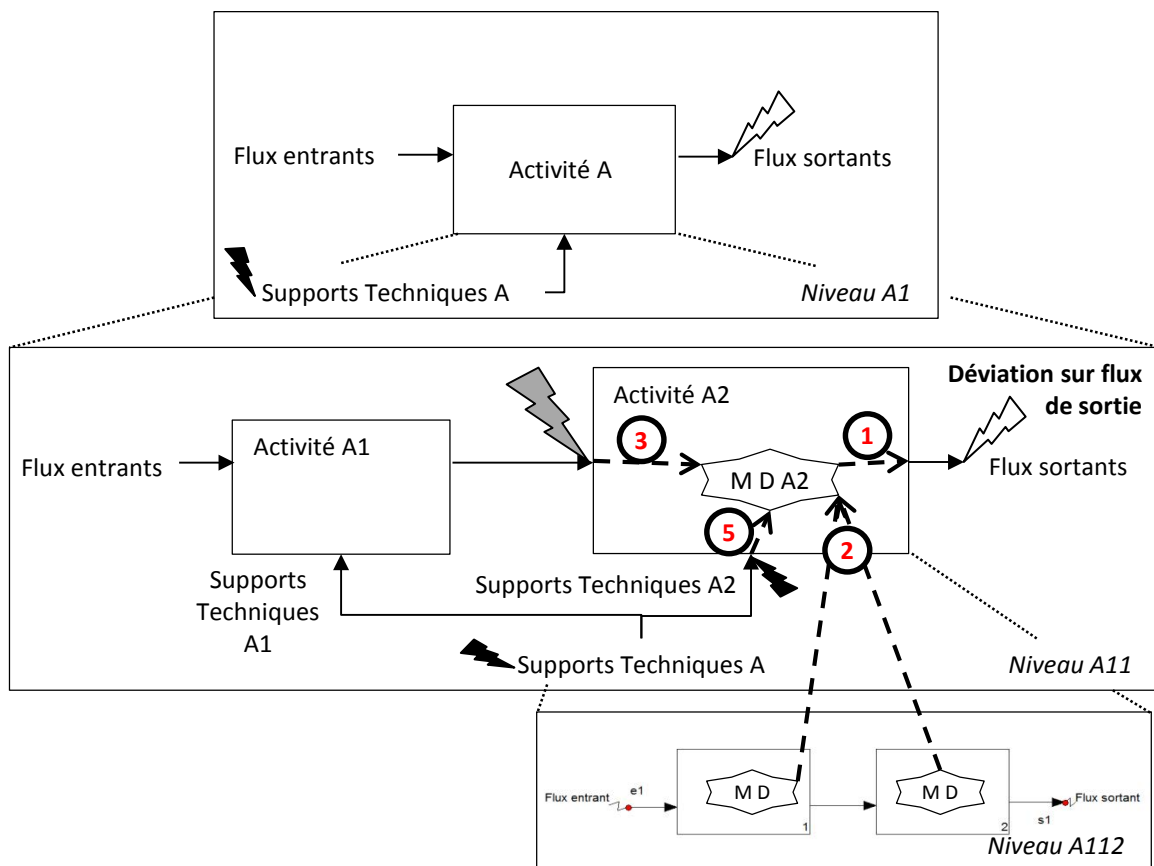 Flux entrants
Activité A
Flux sortants
Supports Techniques A
Niveau A1
Déviation sur flux
de sortie
Activité A2
Activité A1
3
1
Flux entrants
M D A2
Flux sortants
5
2
Supports
Techniques
A1
Supports Techniques A2
Supports Techniques A
Niveau A11
Flux entrant
e1
M D
1
M D
2
s1
Flux sortant
Niveau A112